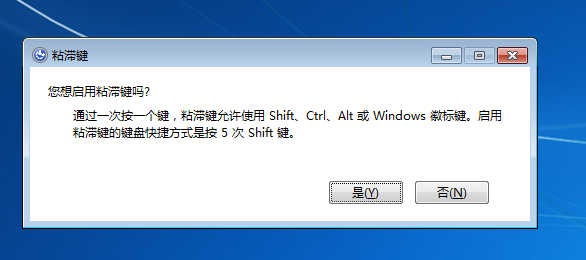 粘滞键
您想启用粘滞键吗?
通过一次按一个键，粘滞键允许使用 Shift、Ctrl、Alt 或 Windows 徽标键。启用
粘滞键的键盘快捷方式是按 5 次 Shift 键。
是(Y) 否(N)